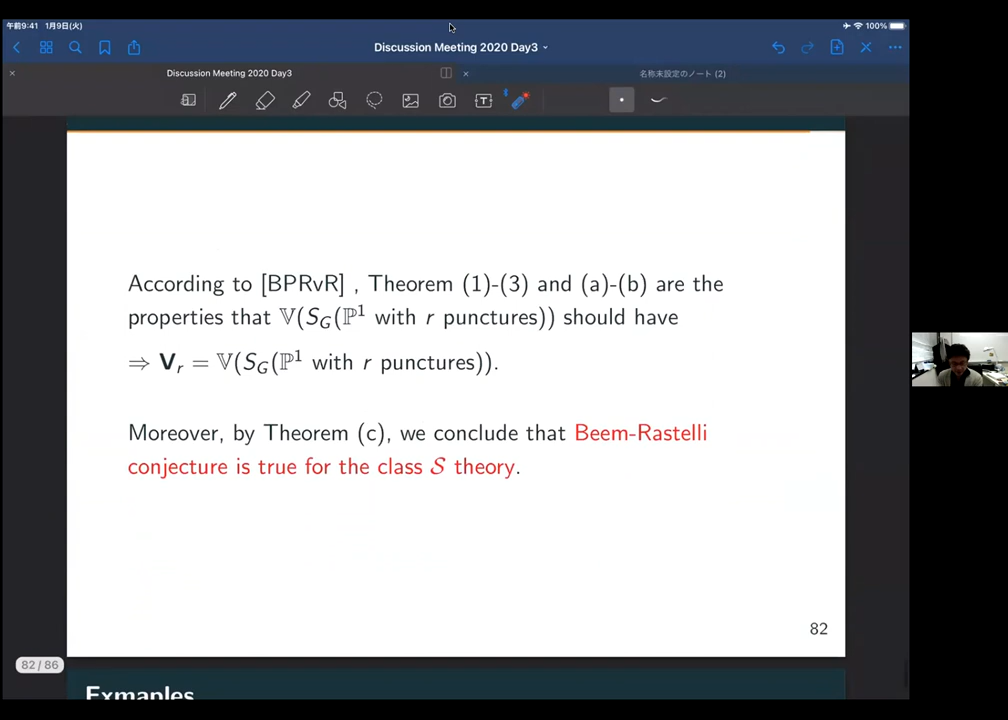 午前9:41 1月9日(火)
100%
Discussion Meeting 2020 Day3
Discussion Meeting 2020 Day3
名称未設定のノート (2)
According to [BPRvR] , Theorem (1)-(3) and (a)-(b) are the
properties that 𝕍(S_G(ℙ^1 with r punctures)) should have
⇒ V_r = 𝕍(S_G(ℙ^1 with r punctures)).
Moreover, by Theorem (c), we conclude that Beem-Rastelli
conjecture is true for the class 𝒮 theory.
82
82 / 86
Exmaples